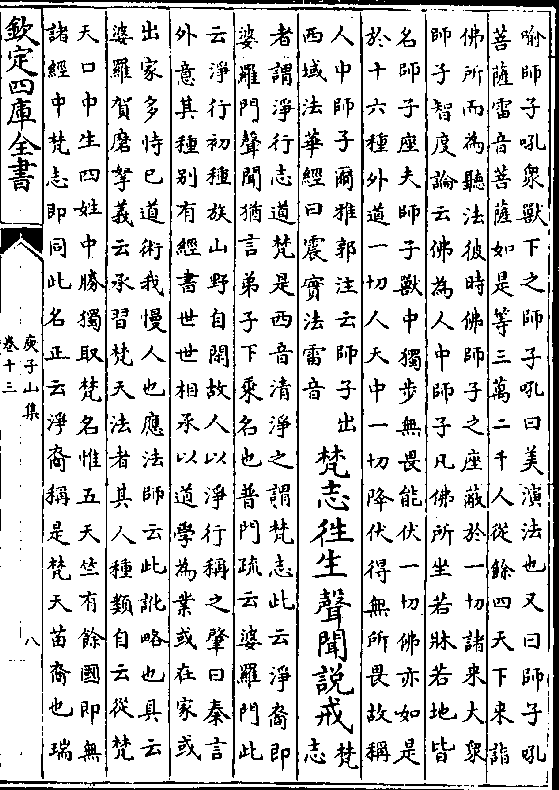 喻師子吼衆獸下之師子吼曰美演法也又曰師子吼
菩薩雷音菩薩如是等三萬二千人從餘四天下来詣
佛所而為聽法彼時佛師子之座蔽於一切諸来大衆
師子智度論云佛為人中師子凡佛所坐若牀若地皆
名師子座夫師子獸中獨步無畏能伏一切佛亦如是
於十六種外道一切人天中一切降伏得無所畏故稱
人中師子爾雅郭注云師子出
西域法華經曰震實法雷音
梵志徃生聲聞說戒
梵
志
者謂淨行志道梵是西音清淨之謂梵志此云淨裔即
婆羅門聲聞猶言弟子下乗名也普門疏云婆羅門此
云淨行初種族山野自閑故人以淨行稱之肇曰秦言
外意其種別有經書世世相承以道學為業或在家或
出家多恃已道術我慢人也應法師云此訛略也具云
婆羅賀磨拏義云承習梵天法者其人種類自云從梵
天口中生四姓中勝獨取梵名惟五天竺有餘國即無
諸經中梵志即同此名正云淨裔稱是梵天苗裔也瑞
欽定四庫全書
庾子山集
卷十三
八